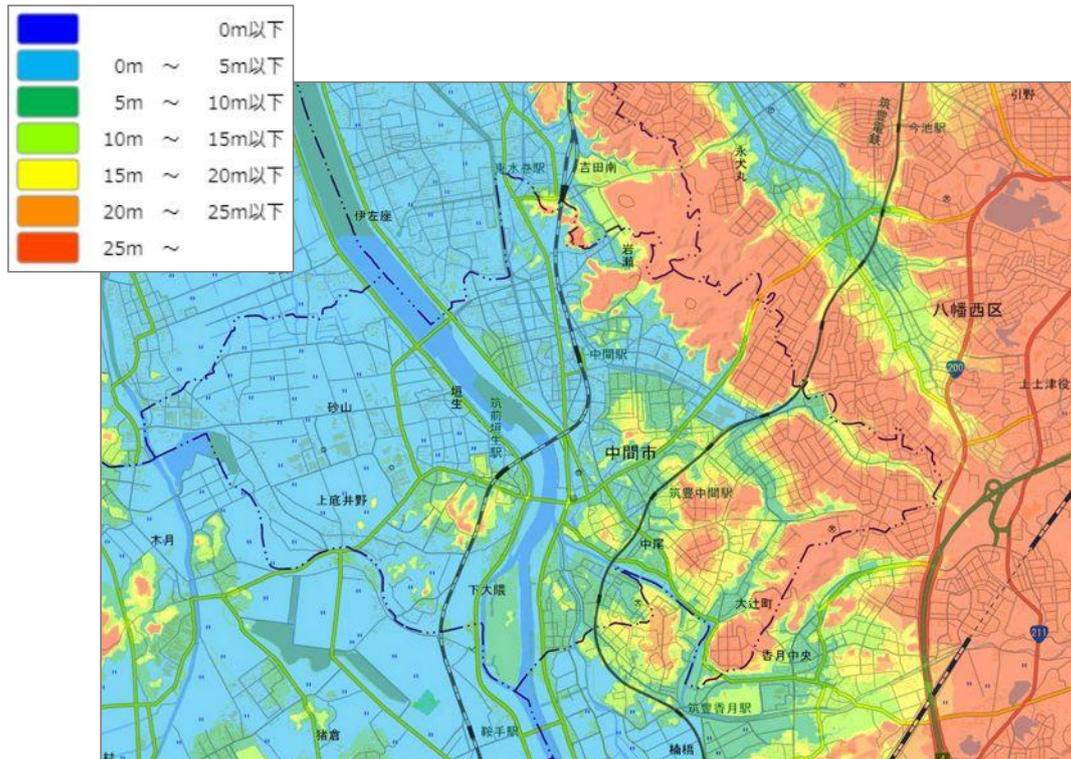 0m以下
0m ～ 5m以下
5m ～ 10m以下
10m ～ 15m以下
15m ～ 20m以下
20m ～ 25m以下
25m ～
引野
筑豊電鉄
今池駅
永犬丸
東水巻駅
吉田南
伊左座
岩瀬
八幡西区
中間駅
200
上上津役
垣生
砂山
筑前垣生駅
中間市
上底井野
筑豊中間駅
木月
中尾
下大隈
大辻町
211
香月中央
筑豊香月駅
鞍手駅
猪倉
楠橋